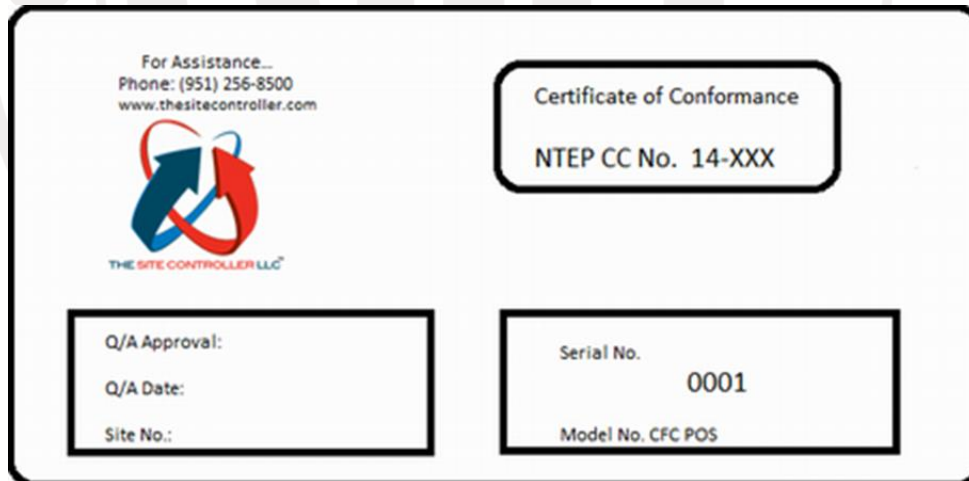 For Assistance...
Phone: (951) 256-8500
www.thesitecontroller.com
THE SITE CONTROLLER LLC
Certificate of Conformance
NTEP CC No. 14-XXX
Q/A Approval:
Q/A Date:
Site No.:
Serial No.
0001
Model No. CFC POS